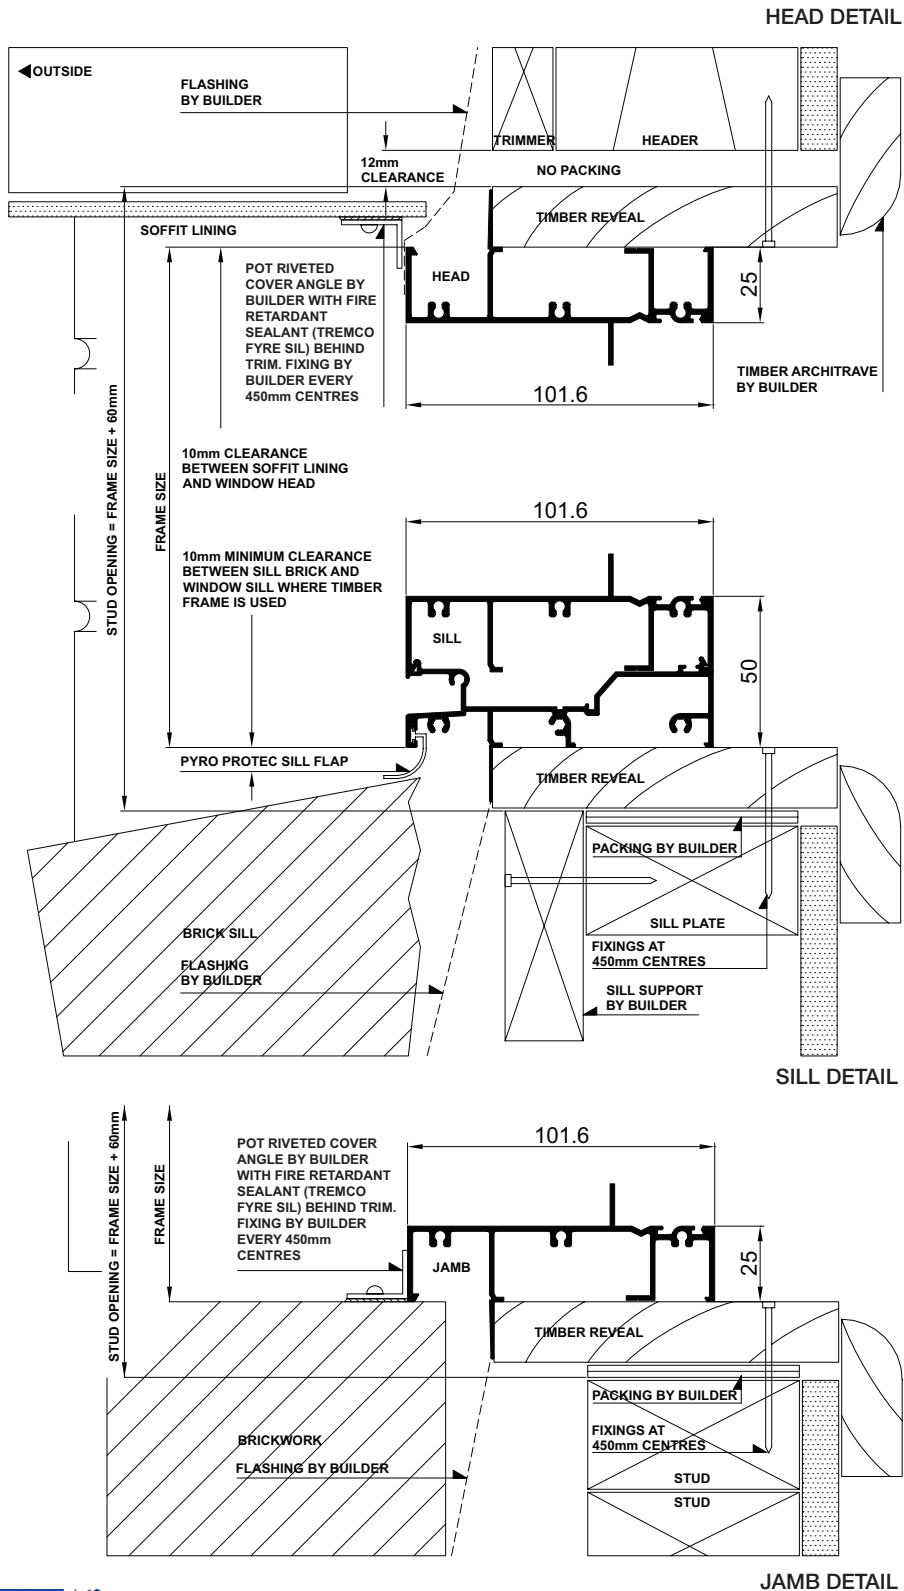 HEAD DETAIL
OUTSIDE
FLASHING
BY BUILDER
TRIMMER
HEADER
12mm
CLEARANCE
NO PACKING
TIMBER REVEAL
SOFFIT LINING
HEAD
25
POT RIVETED
COVER ANGLE BY
BUILDER WITH FIRE
RETARDANT
SEALANT (TREMCO
FYRE SIL) BEHIND
TRIM. FIXING BY
BUILDER EVERY
450mm CENTRES
TIMBER ARCHITRAVE
BY BUILDER
101.6
STUD OPENING = FRAME SIZE + 60mm
FRAME SIZE
10mm CLEARANCE
BETWEEN SOFFIT LINING
AND WINDOW HEAD
101.6
10mm MINIMUM CLEARANCE
BETWEEN SILL BRICK AND
WINDOW SILL WHERE TIMBER
FRAME IS USED
SILL
50
PYRO PROTEC SILL FLAP
TIMBER REVEAL
PACKING BY BUILDER
SILL PLATE
BRICK SILL
FIXINGS AT
450mm CENTRES
FLASHING
BY BUILDER
SILL SUPPORT
BY BUILDER
SILL DETAIL
STUD OPENING = FRAME SIZE + 60mm
FRAME SIZE
POT RIVETED COVER
ANGLE BY BUILDER
WITH FIRE RETARDANT
SEALANT (TREMCO
FYRE SIL) BEHIND TRIM.
FIXING BY BUILDER
EVERY 450mm
CENTRES
101.6
JAMB
25
TIMBER REVEAL
PACKING BY BUILDER
BRICKWORK
FIXINGS AT
450mm CENTRES
FLASHING BY BUILDER
STUD
STUD
JAMB DETAIL